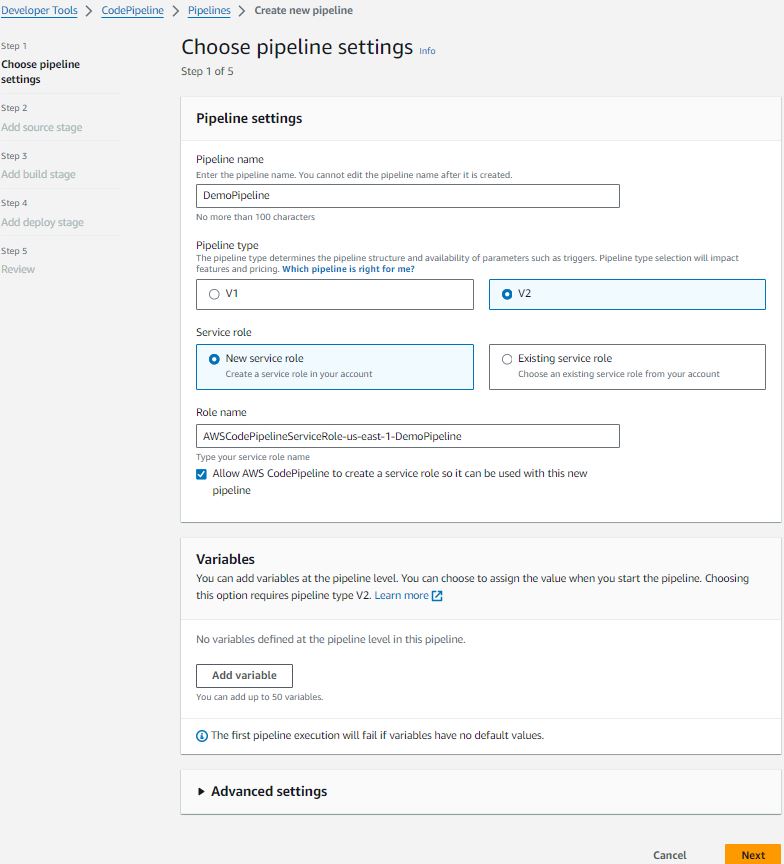 Developer Tools > CodePipeline > Pipelines > Create new pipeline
Step 1
Choose pipeline
settings
Step 2
Add source stage
Step 3
Add build stage
Step 4
Add deploy stage
Step 5
Review
Choose pipeline settings Info
Step 1 of 5
Pipeline settings
Pipeline name
Enter the pipeline name. You cannot edit the pipeline name after it is created.
DemoPipeline
No more than 100 characters
Pipeline type
The pipeline type determines the pipeline structure and availability of parameters such as triggers. Pipeline type selection will impact
features and pricing. Which pipeline is right for me?
V1
V2
Service role
New service role
Create a service role in your account
Existing service role
Choose an existing service role from your account
Role name
AWSCodePipelineServiceRole-us-east-1-DemoPipeline
Type your service role name
Allow AWS CodePipeline to create a service role so it can be used with this new
pipeline
Variables
You can add variables at the pipeline level. You can choose to assign the value when you start the pipeline. Choosing
this option requires pipeline type V2. Learn more
No variables defined at the pipeline level in this pipeline.
Add variable
You can add up to 50 variables.
The first pipeline execution will fail if variables have no default values.
Advanced settings
Cancel
Next